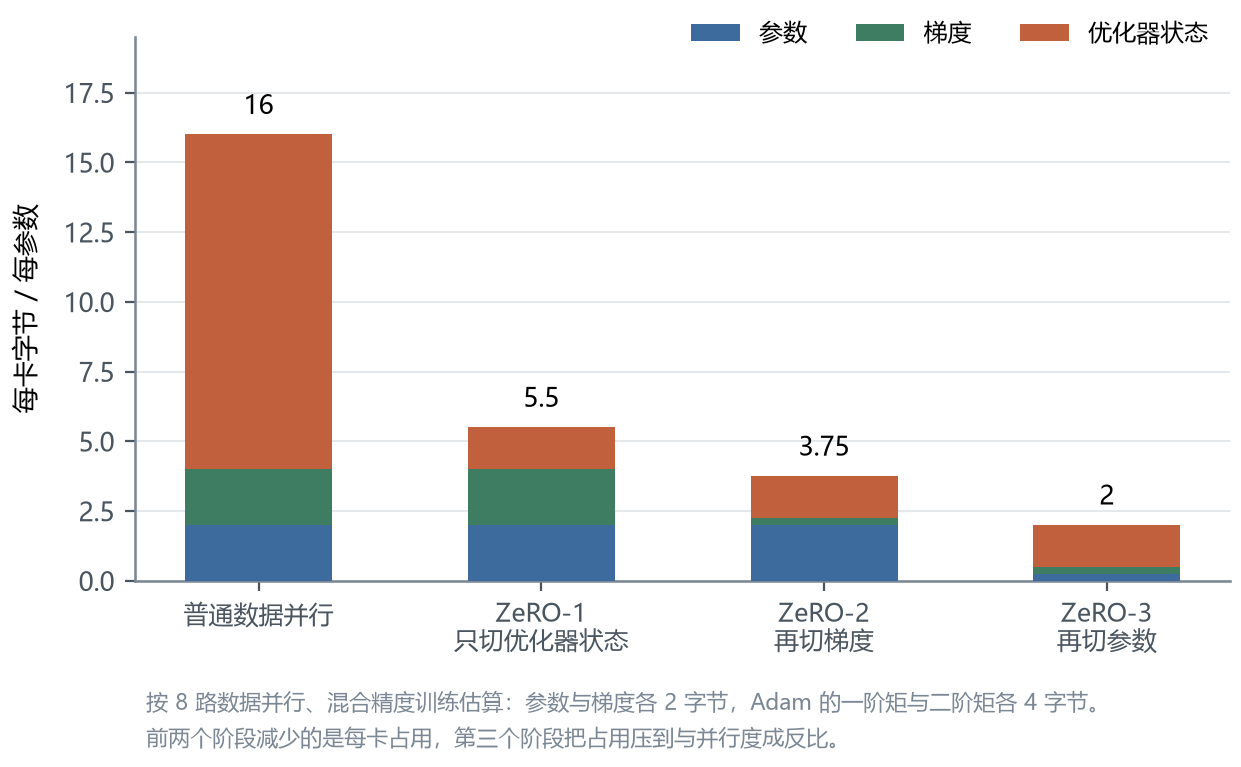 参数 梯度 优化器状态
每卡字节 / 每参数
17.5
15.0
12.5
10.0
7.5
5.0
2.5
0.0
16
5.5
3.75
2
普通数据并行
ZeRO-1
只切优化器状态
ZeRO-2
再切梯度
ZeRO-3
再切参数
按 8 路数据并行、混合精度训练估算：参数与梯度各 2 字节，Adam 的一阶矩与二阶矩各 4 字节。
前两个阶段减少的是每卡占用，第三个阶段把占用压到与并行度成反比。